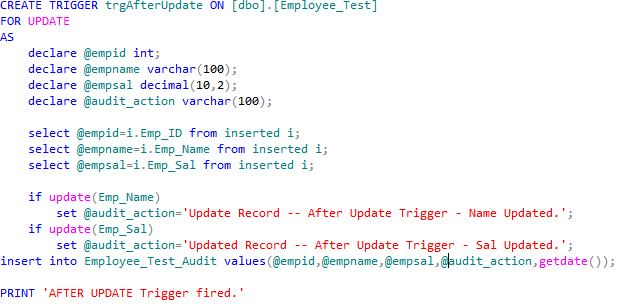 CREATE TRIGGER trgAfterUpdate ON [dbo].[Employee_Test]
FOR UPDATE
AS
declare @empid int;
declare @empname varchar(100);
declare @empsal decimal(10,2);
declare @audit_action varchar(100);
select @empid=i.Emp_ID from inserted i;
select @empname=i.Emp_Name from inserted i;
select @empsal=i.Emp_Sal from inserted i;
if update(Emp_Name)
set @audit_action='Update Record -- After Update Trigger - Name Updated.';
if update(Emp_Sal)
set @audit_action='Updated Record -- After Update Trigger - Sal Updated.';
insert into Employee_Test_Audit values(@empid,@empname,@empsal,@audit_action,getdate());
PRINT 'AFTER UPDATE Trigger fired.'